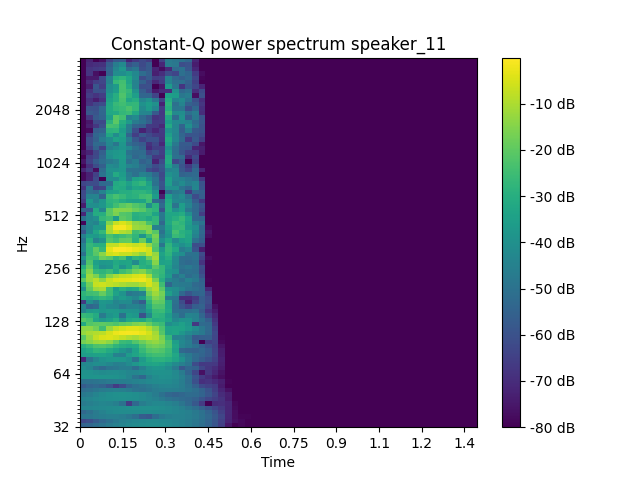 Constant-Q power spectrum speaker_11
Hz
2048
1024
512
256
128
64
32
0 0.15 0.3 0.45 0.6 0.75 0.9 1.1 1.2 1.4
Time
-10 dB
-20 dB
-30 dB
-40 dB
-50 dB
-60 dB
-70 dB
-80 dB